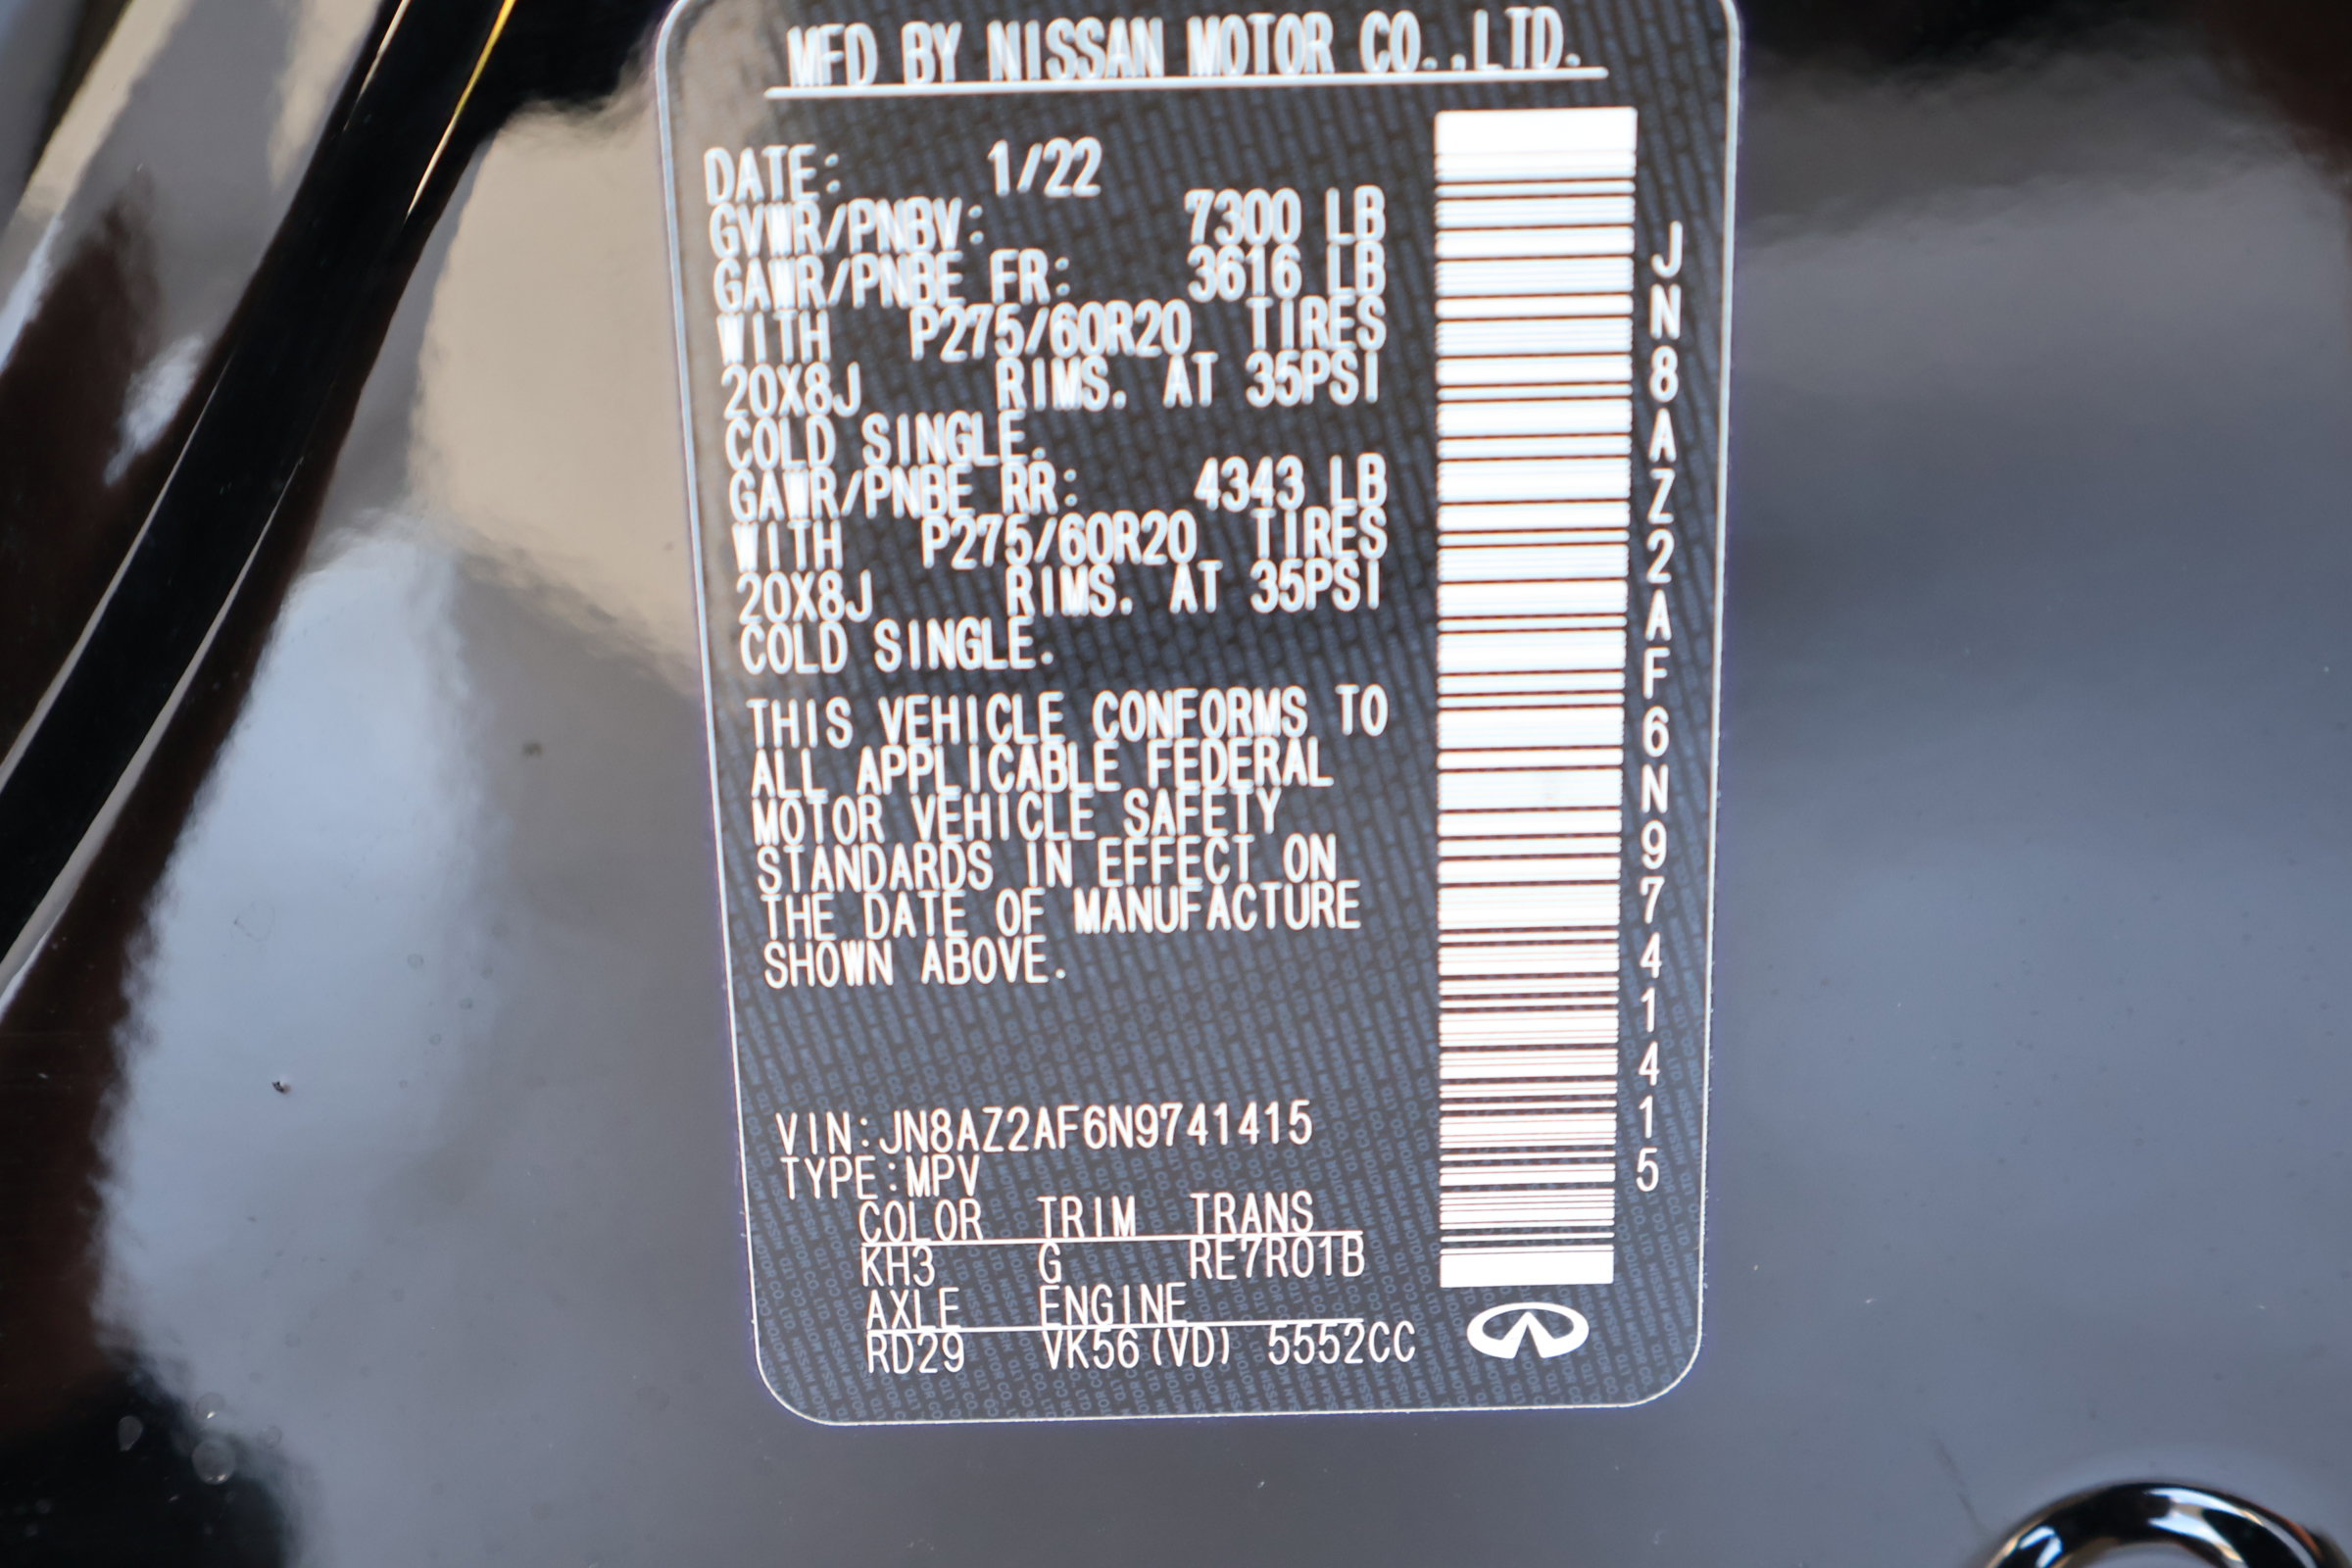 MFD BY NISSAN MOTOR CO.,LTD.
DATE: 1/22
GVWR/PNBV: 7300 LB
GAWR/PNBE FR: 3616 LB
WITH P275/60R20 TIRES
20X8J RIMS. AT 35PSI
COLD SINGLE.
GAWR/PNBE RR: 4343 LB
WITH P275/60R20 TIRES
20X8J RIMS. AT 35PSI
COLD SINGLE.
THIS VEHICLE CONFORMS TO
ALL APPLICABLE FEDERAL
MOTOR VEHICLE SAFETY
STANDARDS IN EFFECT ON
THE DATE OF MANUFACTURE
SHOWN ABOVE.
VIN:JN8AZ2AF6N9741415
TYPE:MPV
COLOR TRIM TRANS
KH3 G RE7R01B
AXLE ENGINE
RD29 VK56(VD) 5552CC
JN8AZ2AF6N9741415